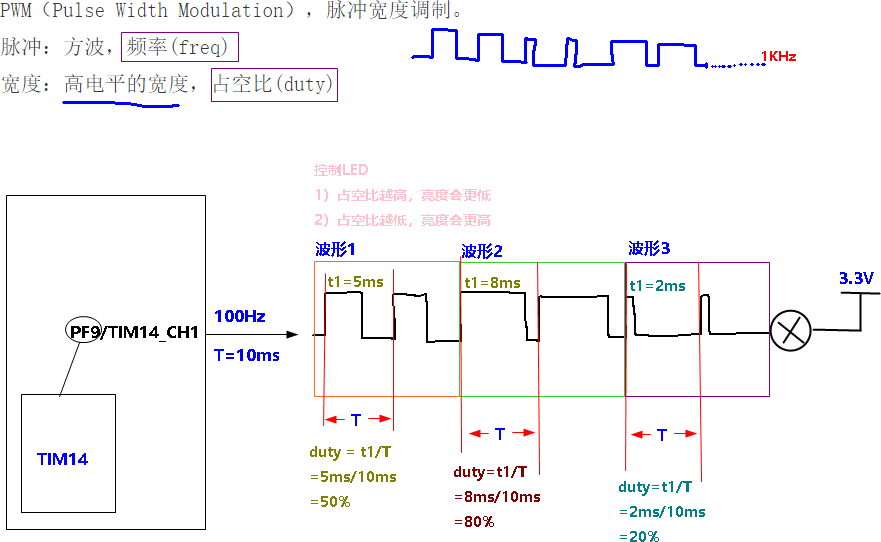 PWM（Pulse Width Modulation），脉冲宽度调制。
脉冲：方波，频率(freq)
1KHz
宽度：高电平的宽度，占空比(duty)
控制LED
1）占空比越高，亮度会更低
2）占空比越低，亮度会更高
波形1
波形2
波形3
t1=5ms
t1=8ms
t1=2ms
3.3V
100Hz
PF9/TIM14_CH1
T=10ms
TIM14
T
T
T
duty = t1/T
=5ms/10ms
=50%
duty=t1/T
=8ms/10ms
=80%
duty=t1/T
=2ms/10ms
=20%